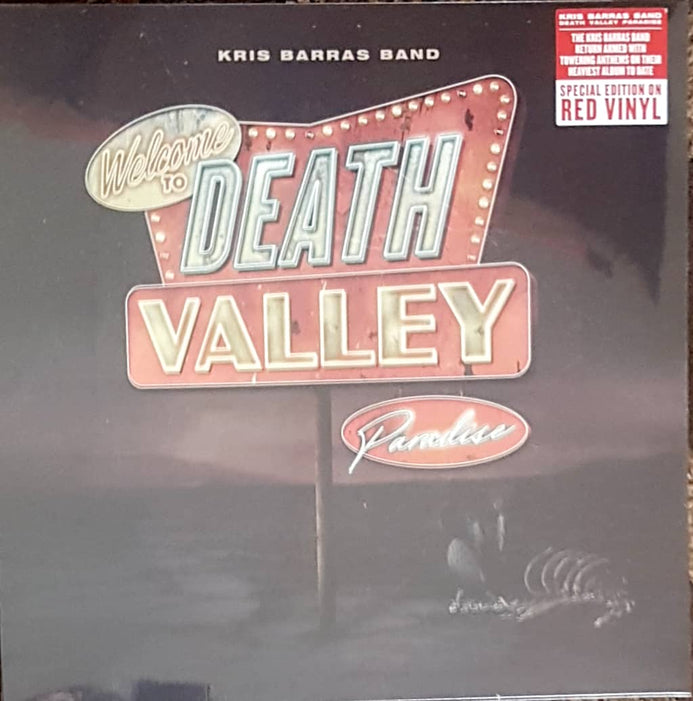 KRIS BARRAS BAND
Welcome
TO
DEATH
VALLEY
Paradise
KRIS BARRAS BAND
DEATH VALLEY PARADISE
THE KRIS BARRAS BAND
RETURN ARMED WITH
TOWERING ANTHEMS ON THEIR
HEAVIEST ALBUM TO DATE
SPECIAL EDITION ON
RED VINYL